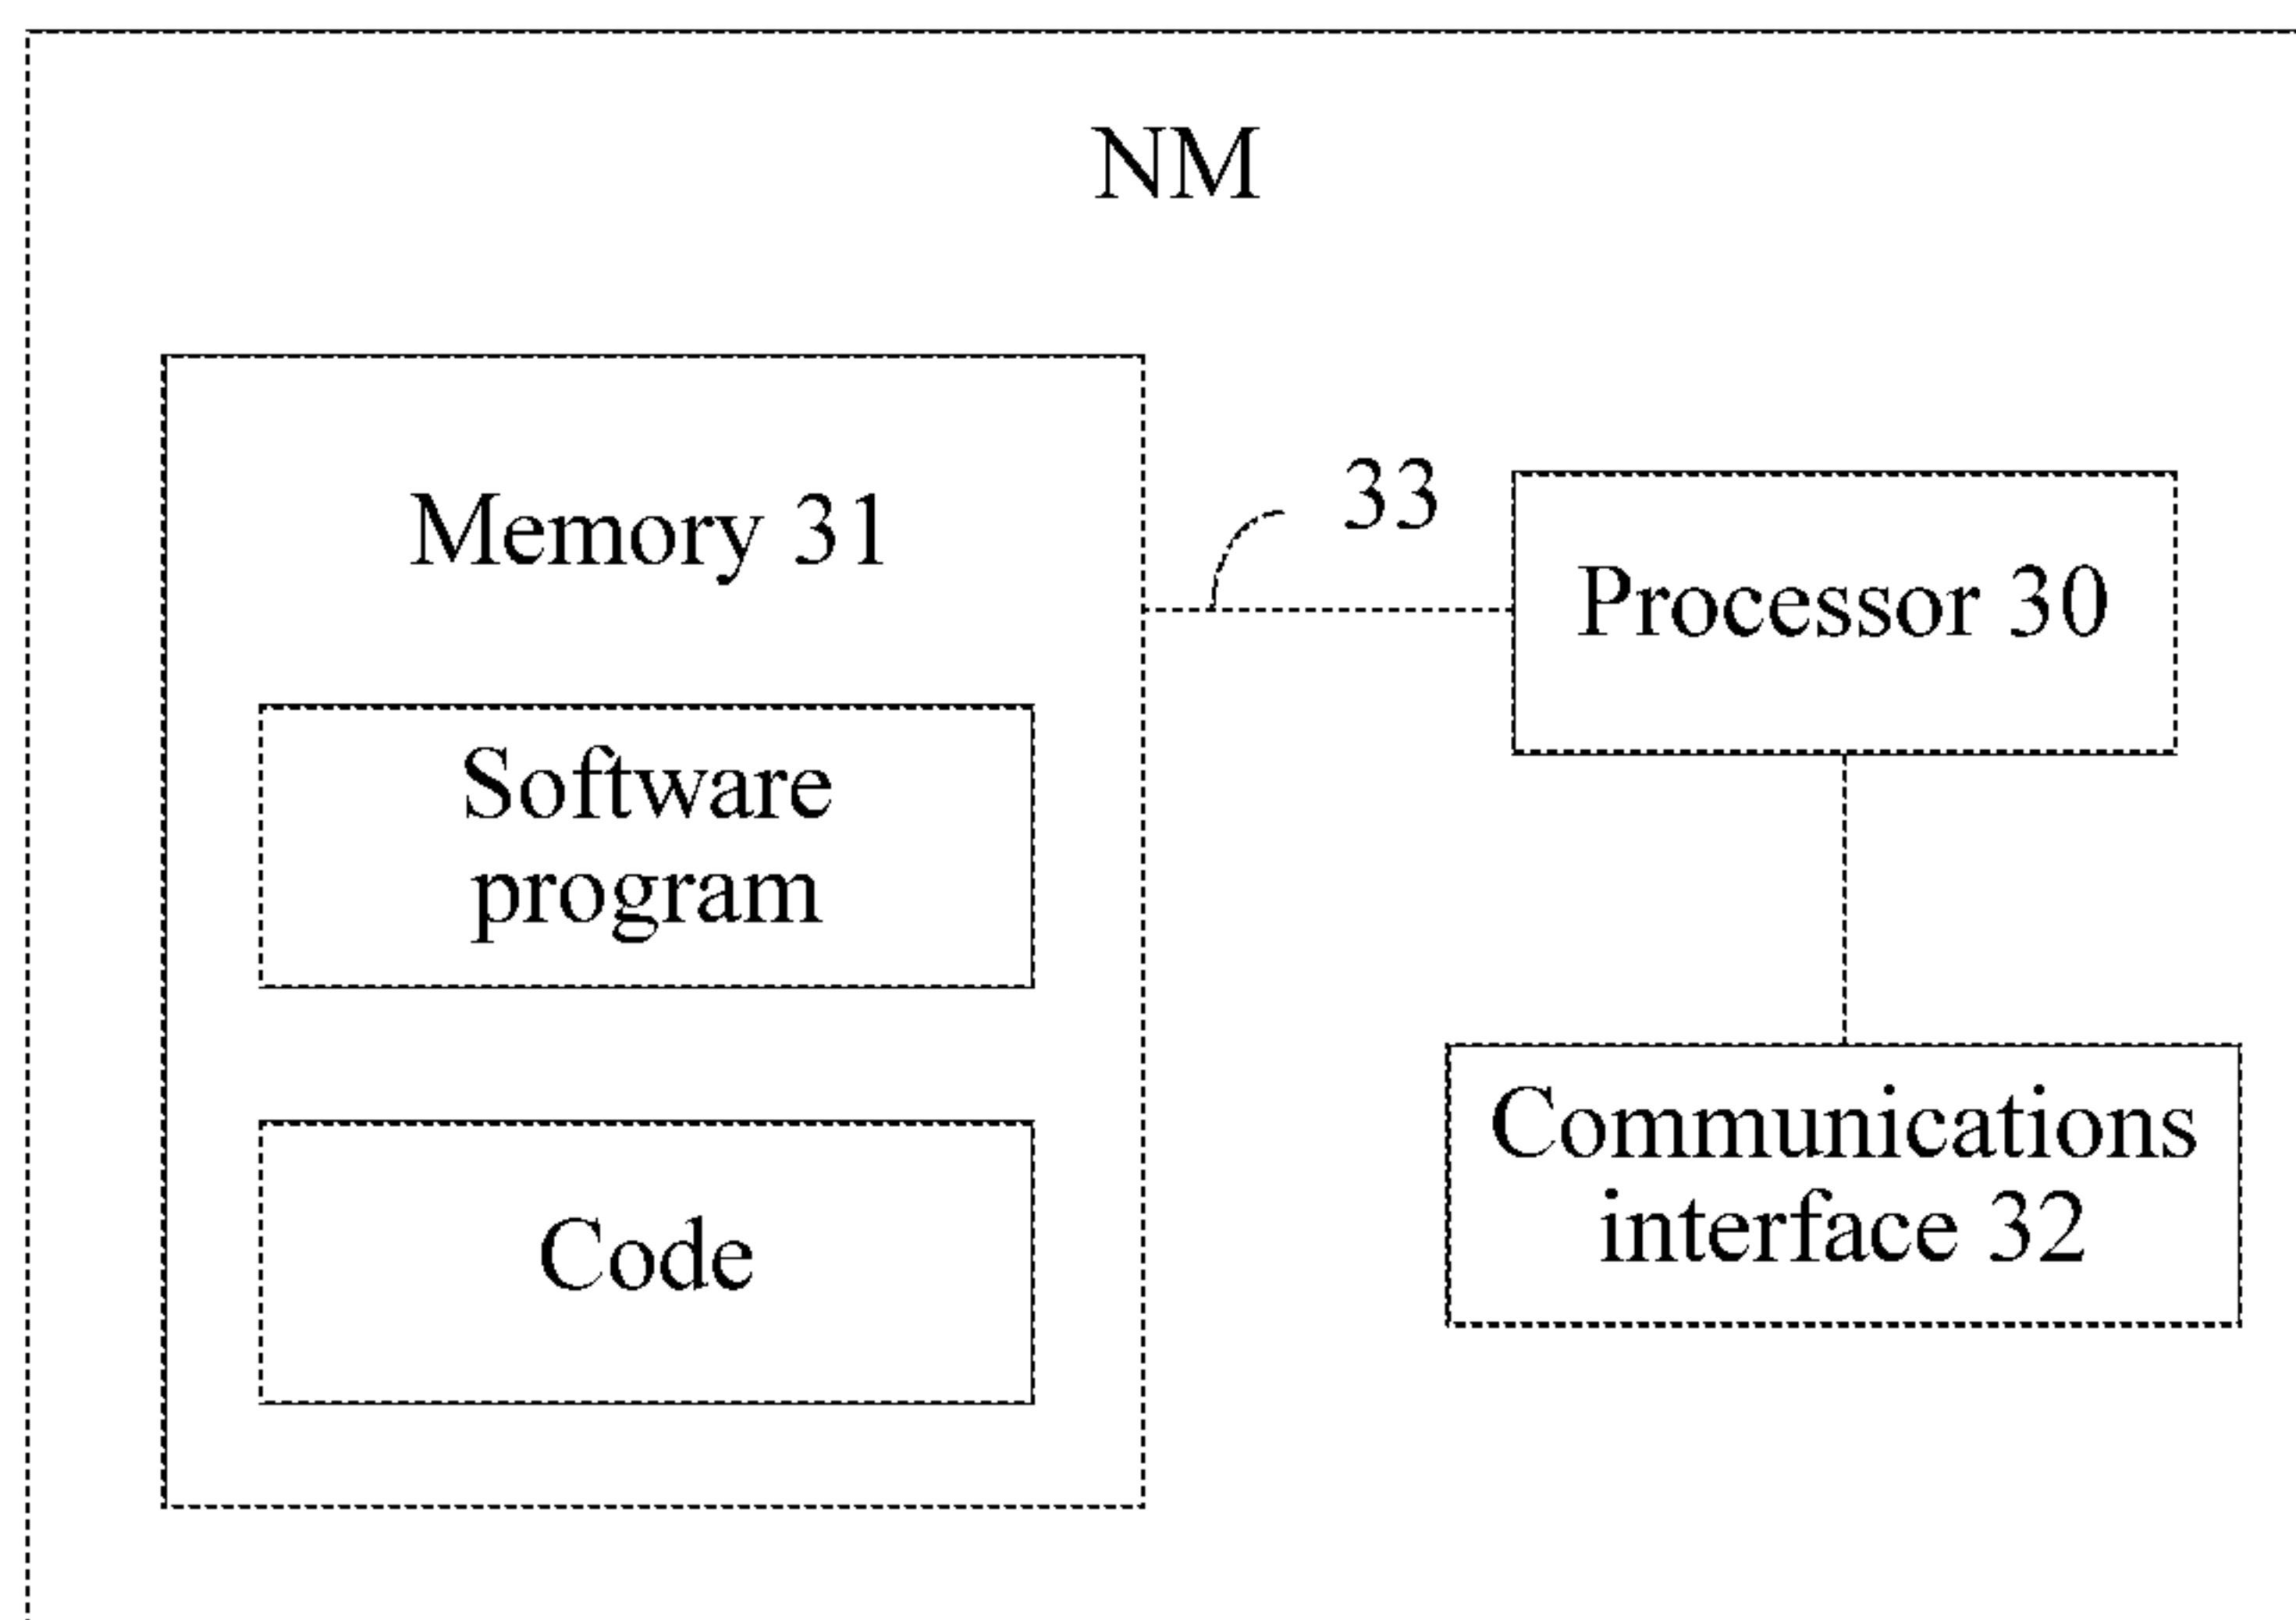 NM
Memory 31
33
Processor 30
Software
program
Communications
interface 32
Code